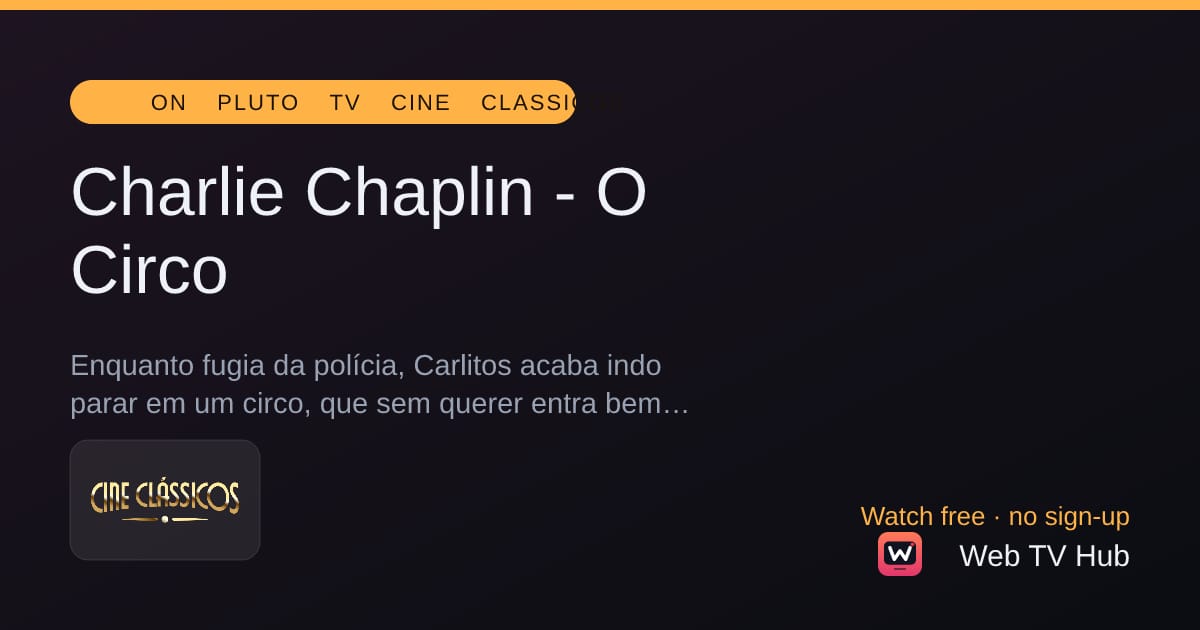 ON PLUTO TV CINE CLASSIC
Charlie Chaplin - O
Circo
Enquanto fugia da polícia, Carlitos acaba indo
parar em um circo, que sem querer entra bem…
CINE CLÁSSICOS
Watch free · no sign-up
W
Web TV Hub